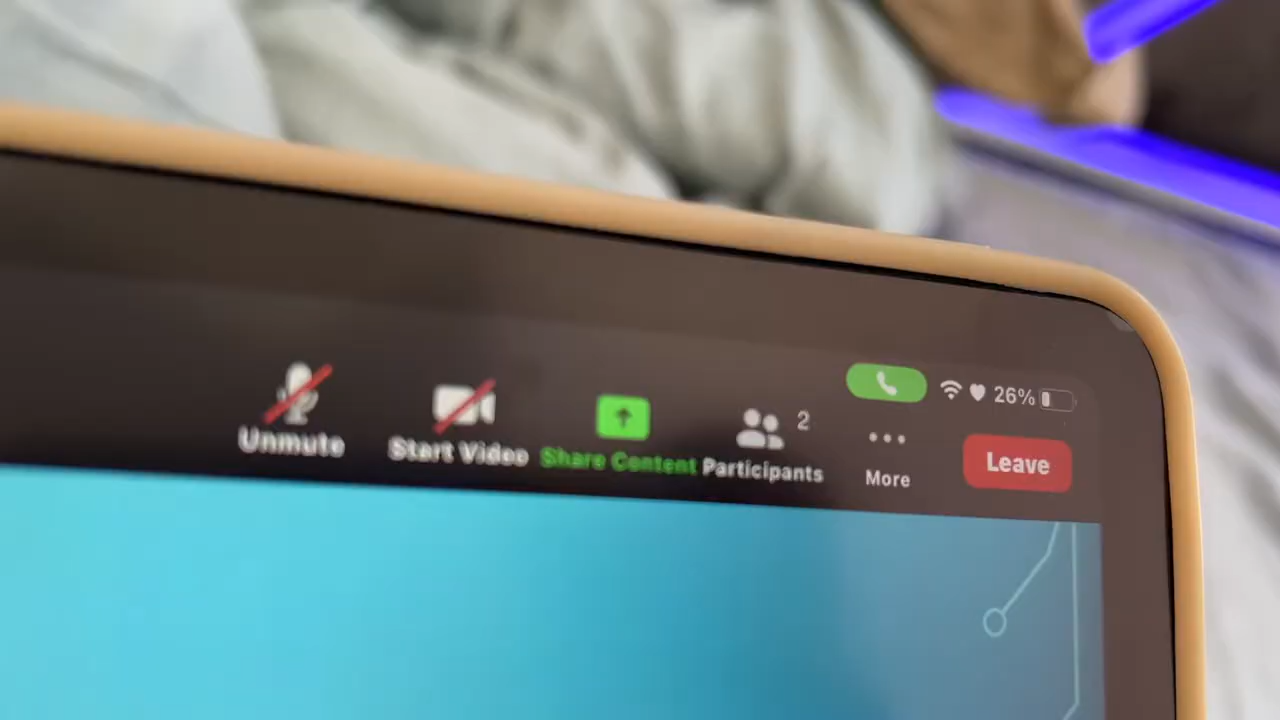 26%
Unmute
Start Video
Share Content
Participants 2
More
Leave